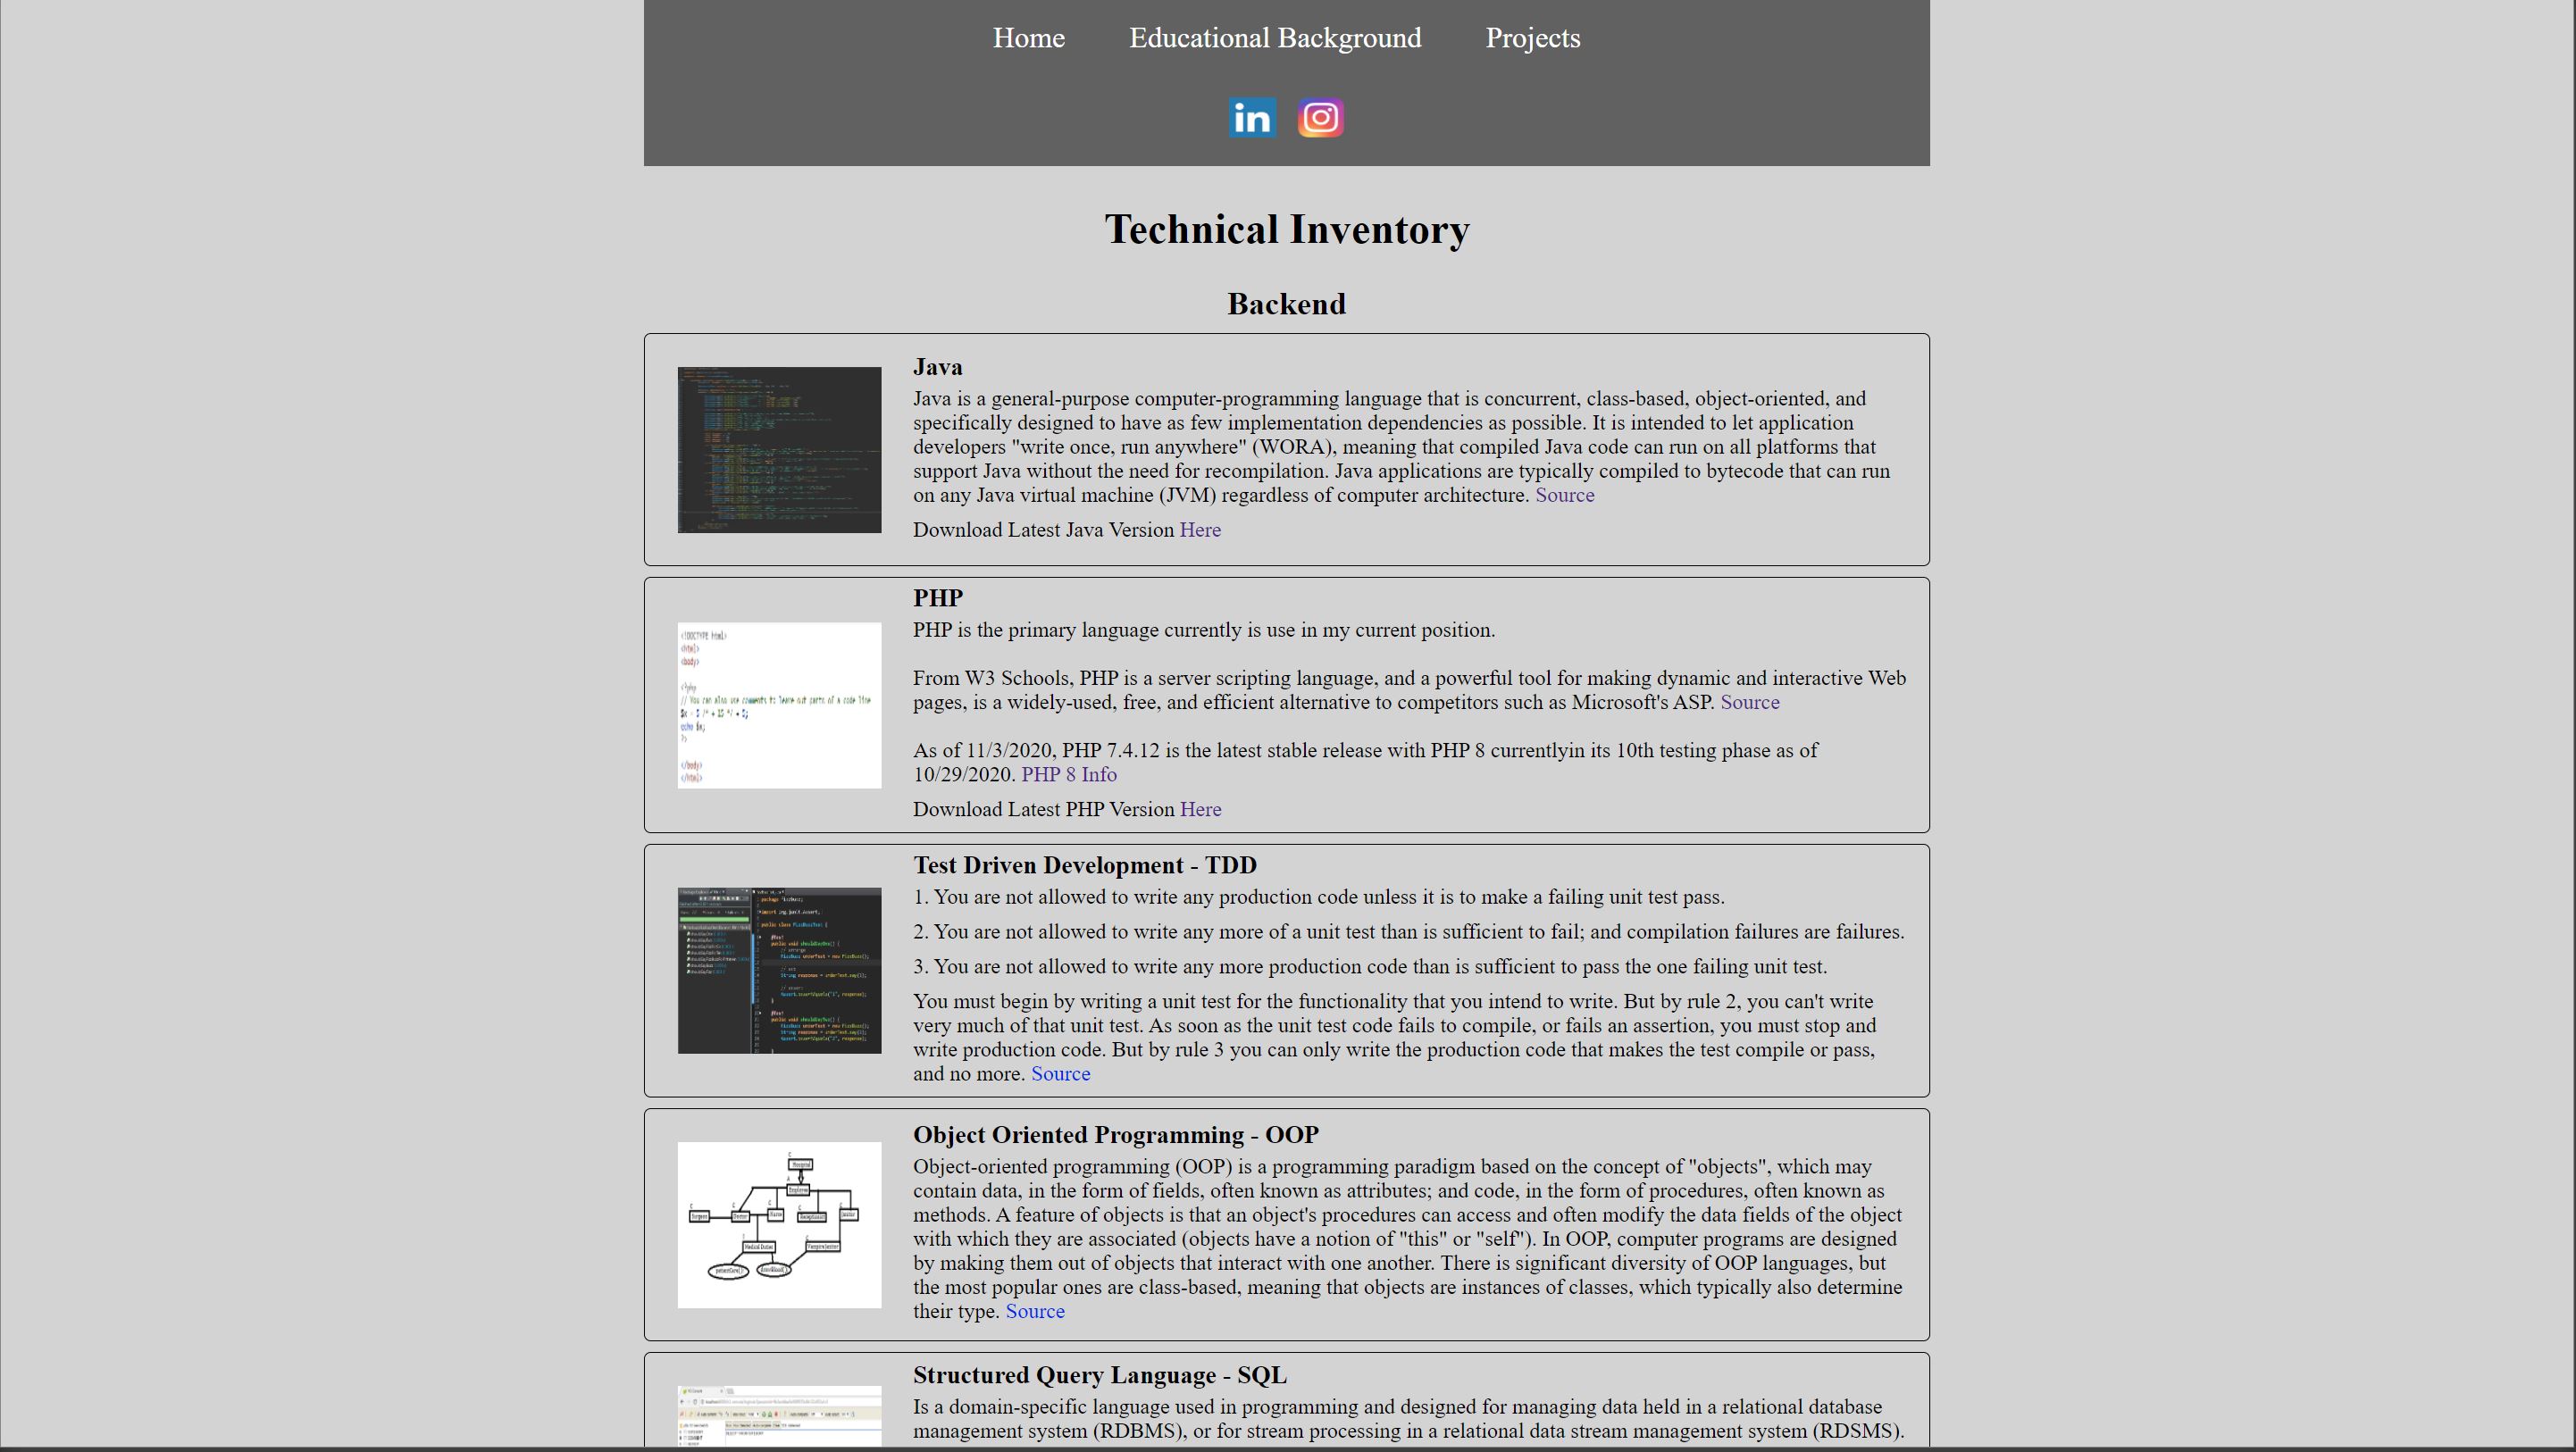 Home Educational Background Projects
in
Technical Inventory
Backend
Java
Java is a general-purpose computer-programming language that is concurrent, class-based, object-oriented, and
specifically designed to have as few implementation dependencies as possible. It is intended to let application
developers "write once, run anywhere" (WORA), meaning that compiled Java code can run on all platforms that
support Java without the need for recompilation. Java applications are typically compiled to bytecode that can run
on any Java virtual machine (JVM) regardless of computer architecture. Source
Download Latest Java Version Here
<!DOCTYPE html>
<html>
<body>
<?php
// You can also use comments to leave out parts of a code line
$x = 5 /* + 15 */ + 5;
echo $x;
?>
</body>
</html>
PHP
PHP is the primary language currently is use in my current position.
From W3 Schools, PHP is a server scripting language, and a powerful tool for making dynamic and interactive Web
pages, is a widely-used, free, and efficient alternative to competitors such as Microsoft's ASP. Source
As of 11/3/2020, PHP 7.4.12 is the latest stable release with PHP 8 currentlyin its 10th testing phase as of
10/29/2020. PHP 8 Info
Download Latest PHP Version Here
Test Driven Development - TDD
1. You are not allowed to write any production code unless it is to make a failing unit test pass.
2. You are not allowed to write any more of a unit test than is sufficient to fail; and compilation failures are failures.
3. You are not allowed to write any more production code than is sufficient to pass the one failing unit test.
You must begin by writing a unit test for the functionality that you intend to write. But by rule 2, you can't write
very much of that unit test. As soon as the unit test code fails to compile, or fails an assertion, you must stop and
write production code. But by rule 3 you can only write the production code that makes the test compile or pass,
and no more. Source
Object Oriented Programming - OOP
Object-oriented programming (OOP) is a programming paradigm based on the concept of "objects", which may
contain data, in the form of fields, often known as attributes; and code, in the form of procedures, often known as
methods. A feature of objects is that an object's procedures can access and often modify the data fields of the object
with which they are associated (objects have a notion of "this" or "self"). In OOP, computer programs are designed
by making them out of objects that interact with one another. There is significant diversity of OOP languages, but
the most popular ones are class-based, meaning that objects are instances of classes, which typically also determine
their type. Source
Structured Query Language - SQL
Is a domain-specific language used in programming and designed for managing data held in a relational database
management system (RDBMS), or for stream processing in a relational data stream management system (RDSMS).